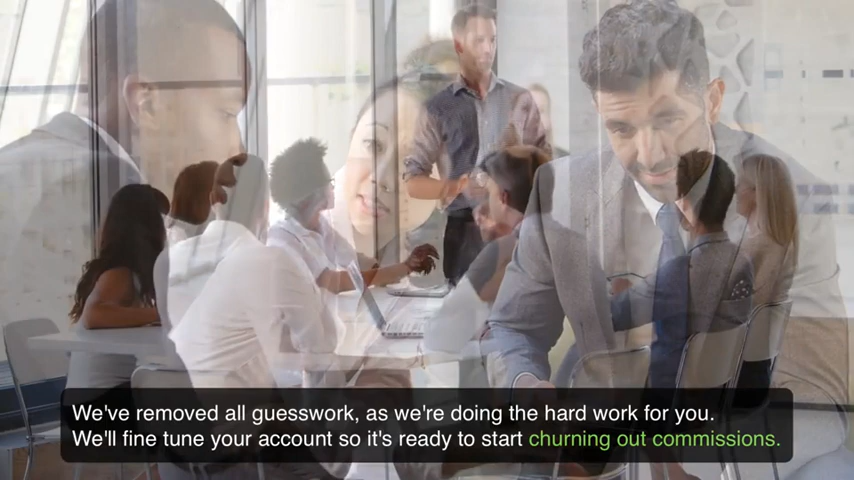 We've removed all guesswork, as we're doing the hard work for you.
We'll fine tune your account so it's ready to start churning out commissions.